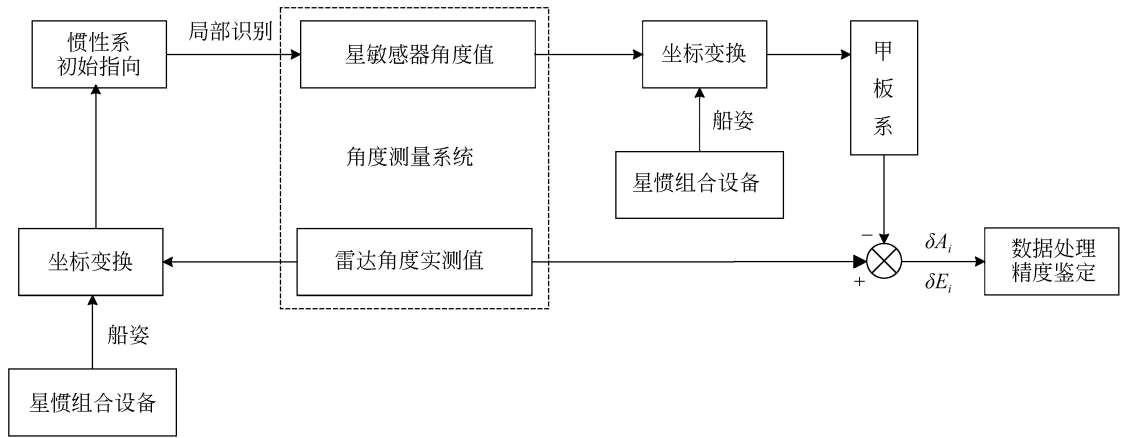 惯性系
初始指向
局部识别
星敏感器角度值
坐标变换
甲
板
系
船姿
角度测量系统
星惯组合设备
坐标变换
雷达角度实测值
−
+
δAᵢ
δEᵢ
数据处理
精度鉴定
船姿
星惯组合设备